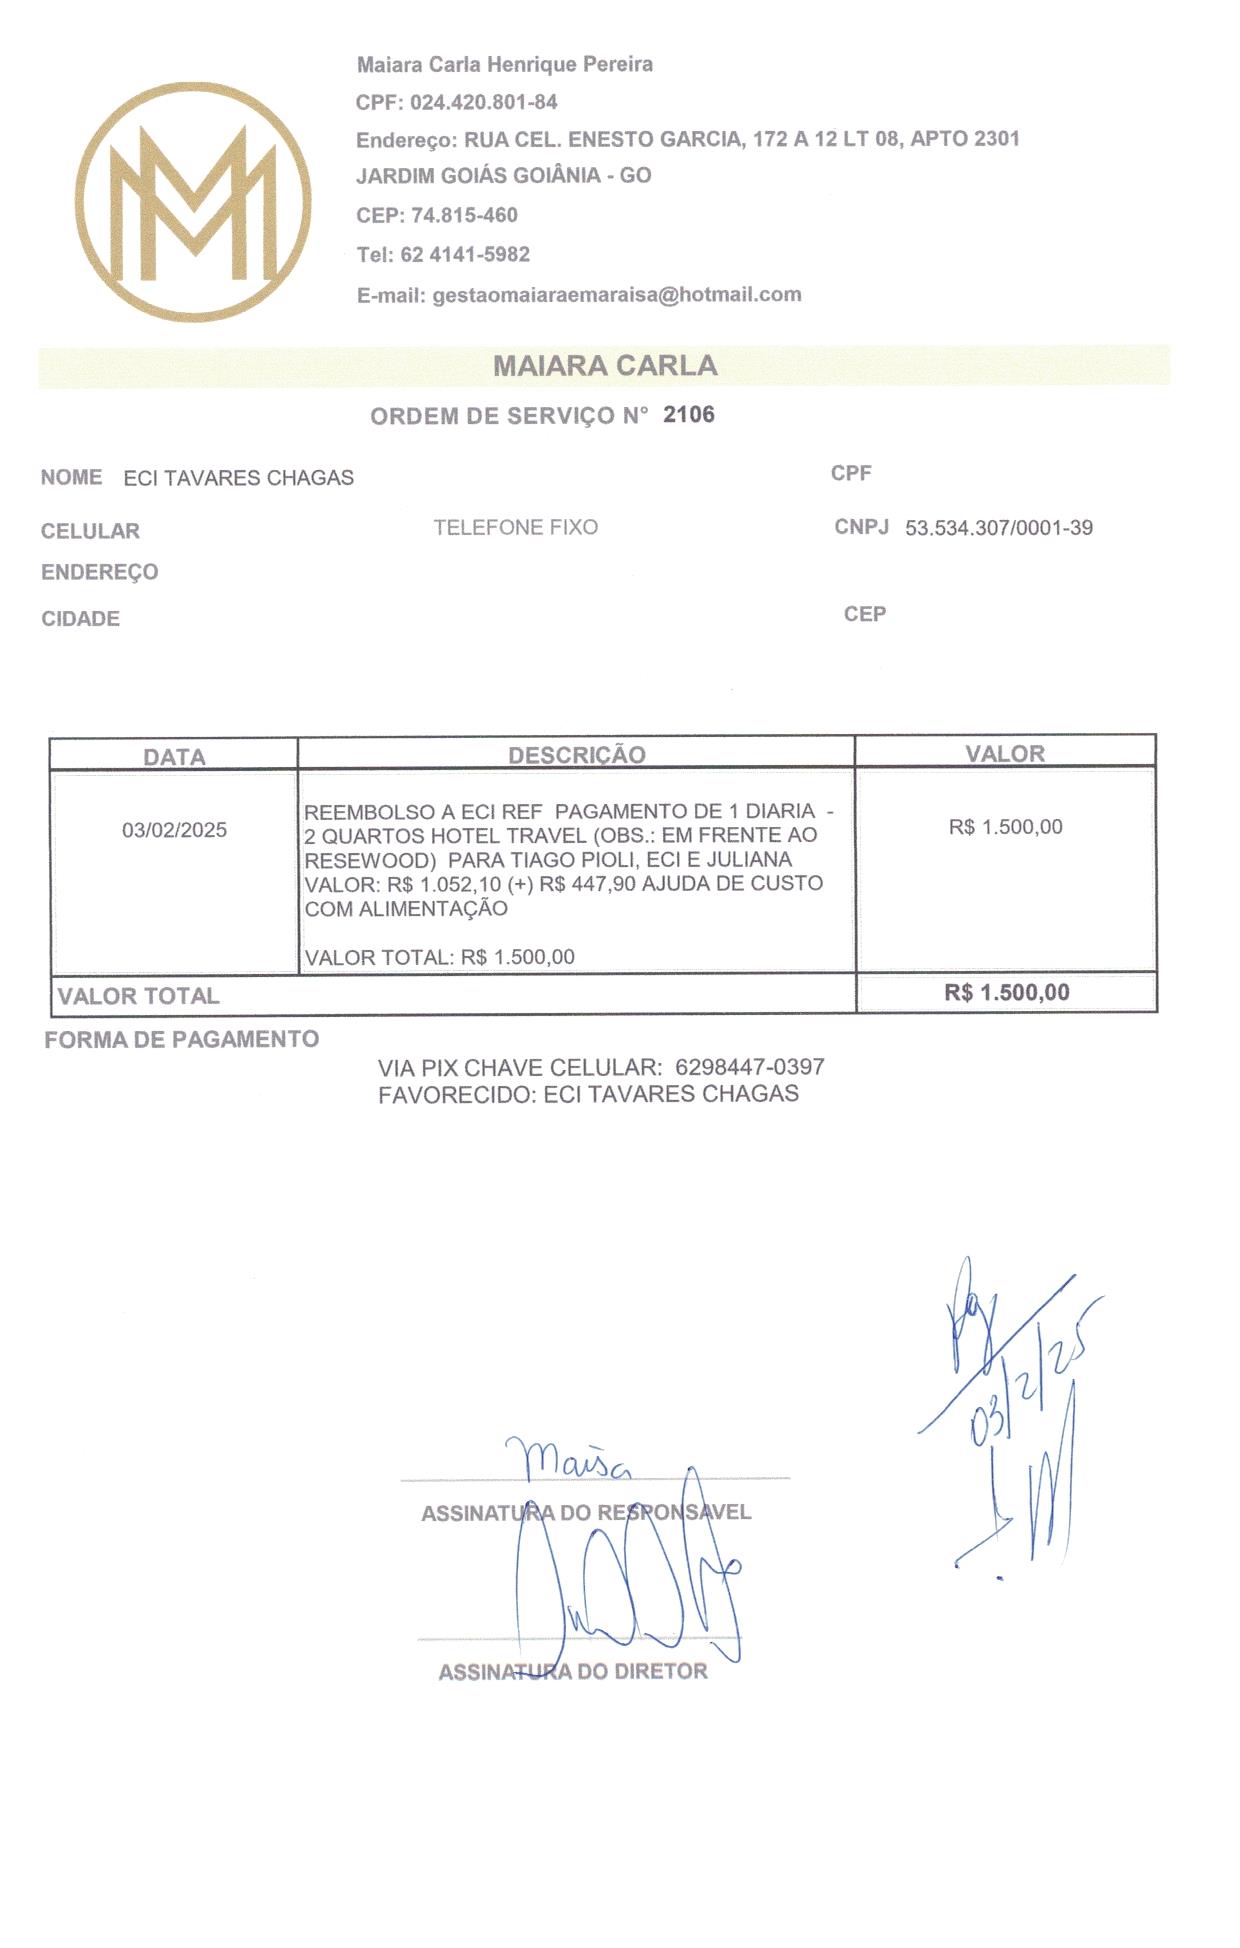 Maiara Carla Henrique Pereira
CPF: 024.420.801-84
Endereço: RUA CEL. ENESTO GARCIA, 172 A 12 LT 08, APTO 2301
JARDIM GOIÁS GOIÂNIA - GO
CEP: 74.815-460
Tel: 62 4141-5982
E-mail: gestaomaiaraemaraisa@hotmail.com
MM
MAIARA CARLA
ORDEM DE SERVIÇO N° 2106
NOME ECI TAVARES CHAGAS CPF
CELULAR TELEFONE FIXO CNPJ 53.534.307/0001-39
ENDEREÇO
CIDADE CEP
DATA DESCRIÇÃO VALOR
REEMBOLSO A ECI REF PAGAMENTO DE 1 DIARIA -
03/02/2025 2 QUARTOS HOTEL TRAVEL (OBS.: EM FRENTE AO R$ 1.500,00
RESEWOOD) PARA TIAGO PIOLI, ECI E JULIANA
VALOR: R$ 1.052,10 (+) R$ 447,90 AJUDA DE CUSTO
COM ALIMENTAÇÃO
VALOR TOTAL: R$ 1.500,00
VALOR TOTAL R$ 1.500,00
FORMA DE PAGAMENTO
VIA PIX CHAVE CELULAR: 6298447-0397
FAVORECIDO: ECI TAVARES CHAGAS
Pg
03/2/25
Maisa
ASSINATURA DO RESPONSAVEL
ASSINATURA DO DIRETOR